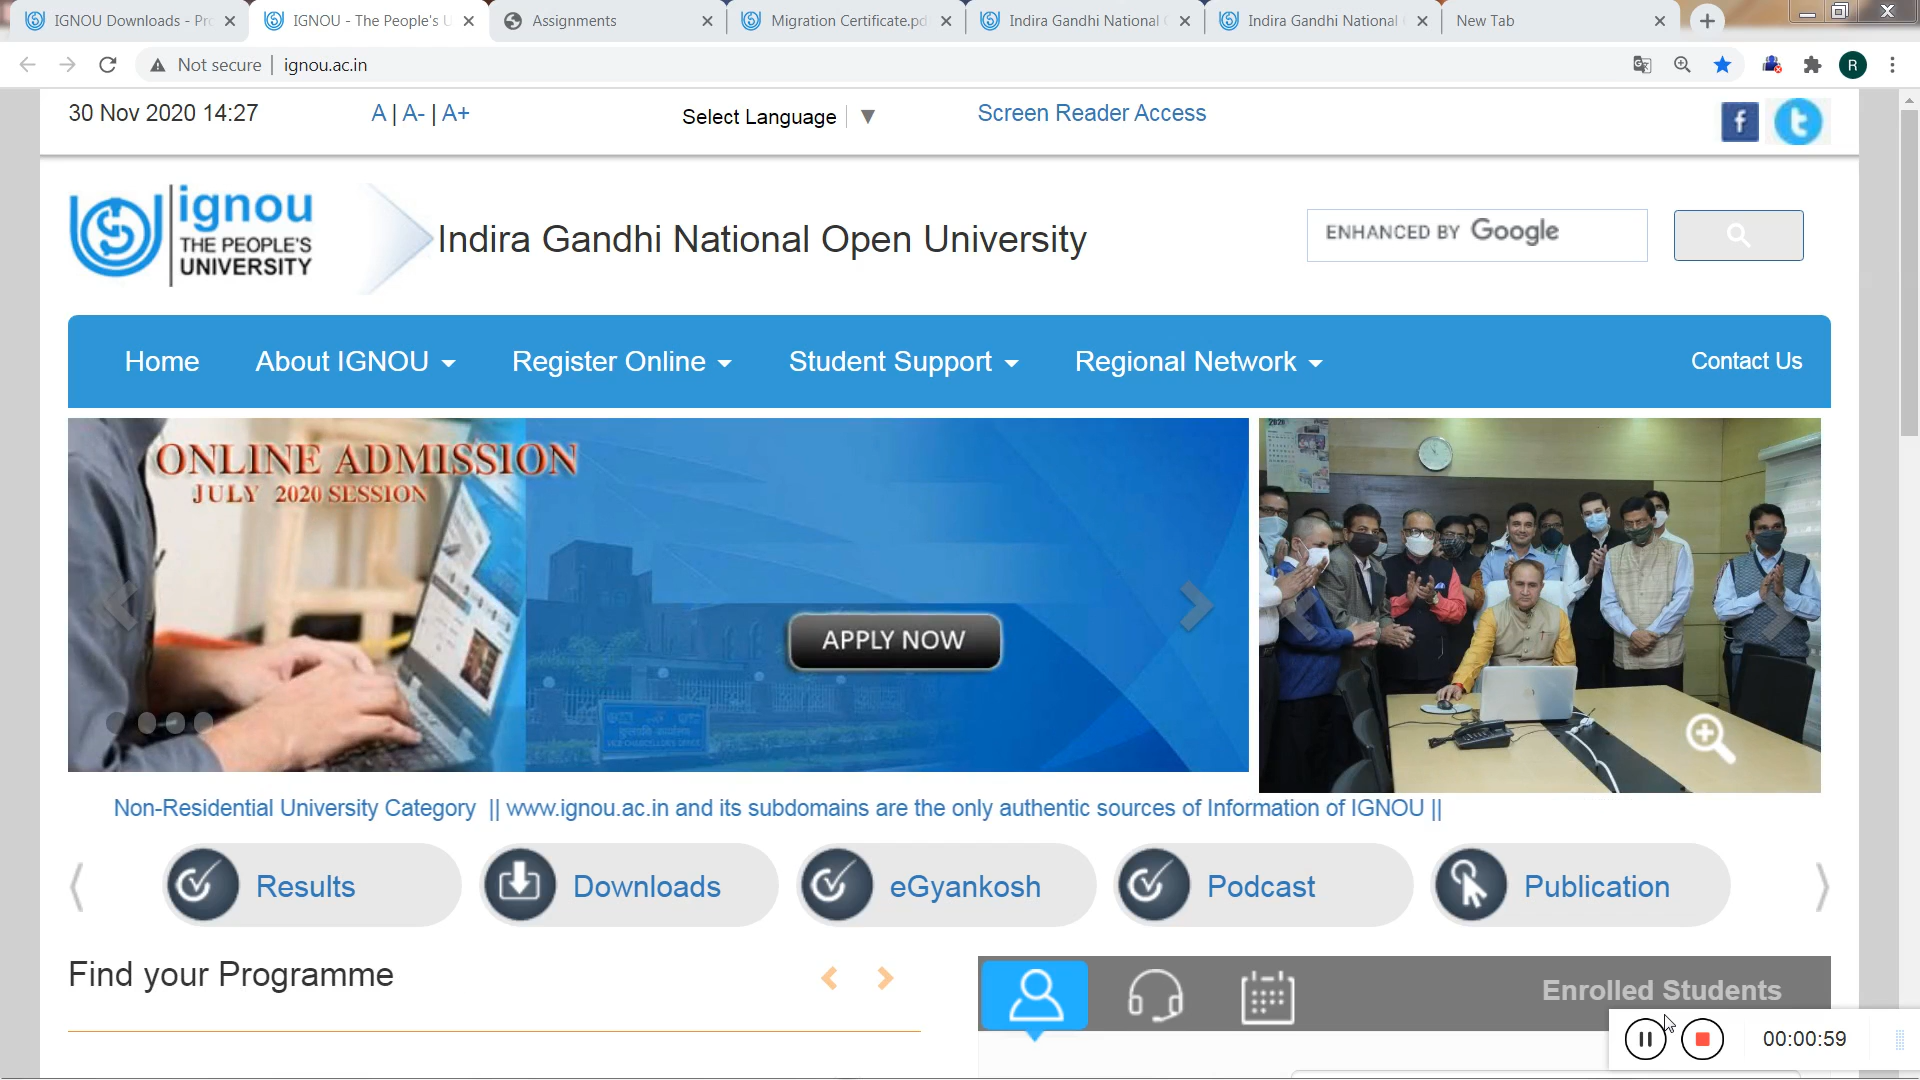 IGNOU Downloads - Pr
IGNOU - The People's U
Assignments
Migration Certificate.pd
Indira Gandhi National
Indira Gandhi National
New Tab
Not secure
ignou.ac.in
R
30 Nov 2020 14:27
A | A- | A+
Select Language ▼
Screen Reader Access
ignou
THE PEOPLE'S
UNIVERSITY
Indira Gandhi National Open University
ENHANCED BY Google
Home
About IGNOU
Register Online
Student Support
Regional Network
Contact Us
ONLINE ADMISSION
JULY 2020 SESSION
APPLY NOW
Non-Residential University Category || www.ignou.ac.in and its subdomains are the only authentic sources of Information of IGNOU ||
Results
Downloads
eGyankosh
Podcast
Publication
Find your Programme
Enrolled Students
00:00:59